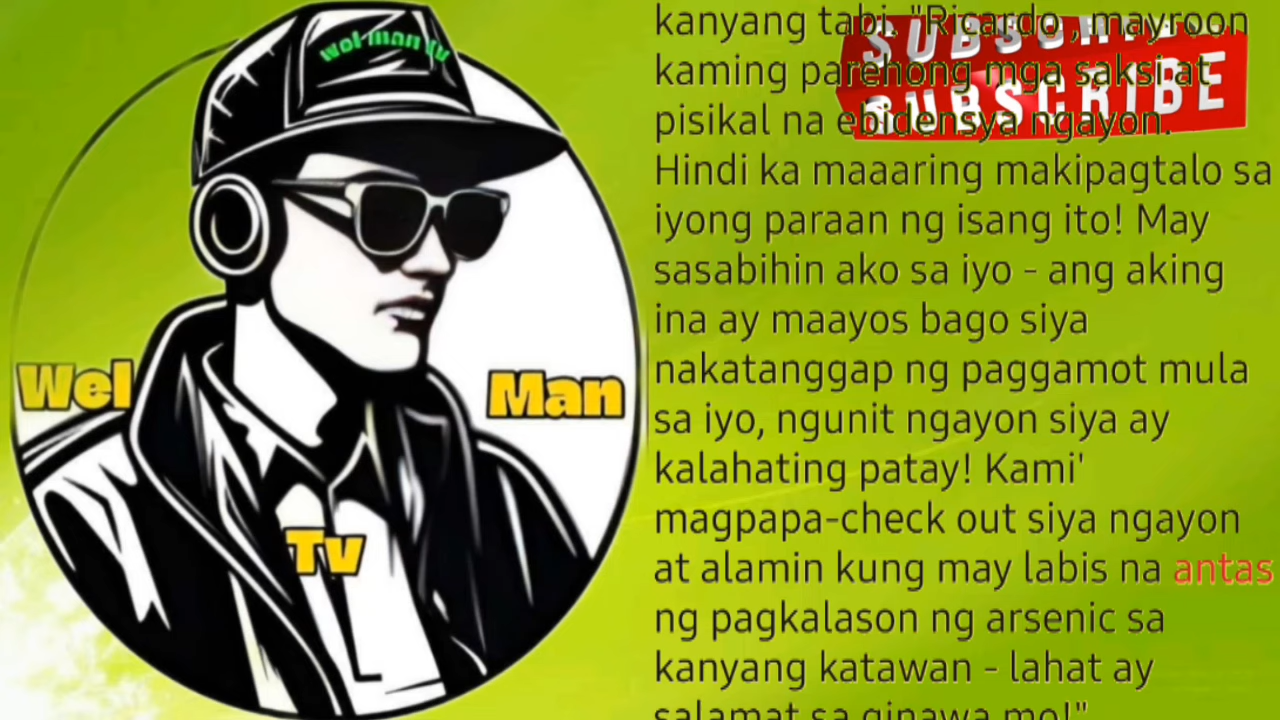 wel man tv
Wel
Man
Tv
SUBSCRIBE
SUBSCRIBE
kanyang tabi. "Ricardo , mayroon
kaming parehong mga saksi at
pisikal na ebidensya ngayon.
Hindi ka maaaring makipagtalo sa
iyong paraan ng isang ito! May
sasabihin ako sa iyo - ang aking
ina ay maayos bago siya
nakatanggap ng paggamot mula
sa iyo, ngunit ngayon siya ay
kalahating patay! Kami'
magpapa-check out siya ngayon
at alamin kung may labis na antas
ng pagkalason ng arsenic sa
kanyang katawan - lahat ay
salamat sa ginawa mo!"